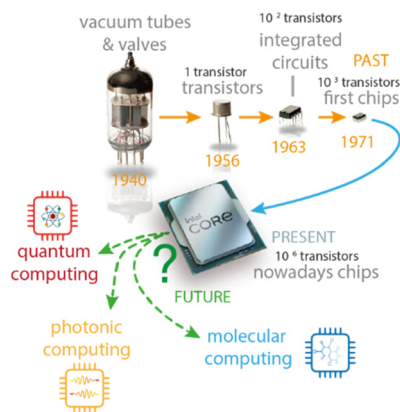 vacuum tubes
& valves
1 transistor
transistors
10 ² transistors
integrated
circuits
PAST
10 ³ transistors
first chips
1940
1956
1963
1971
intel
CORE
PRESENT
10 ⁶ transistors
nowadays chips
?
FUTURE
quantum
computing
photonic
computing
molecular
computing